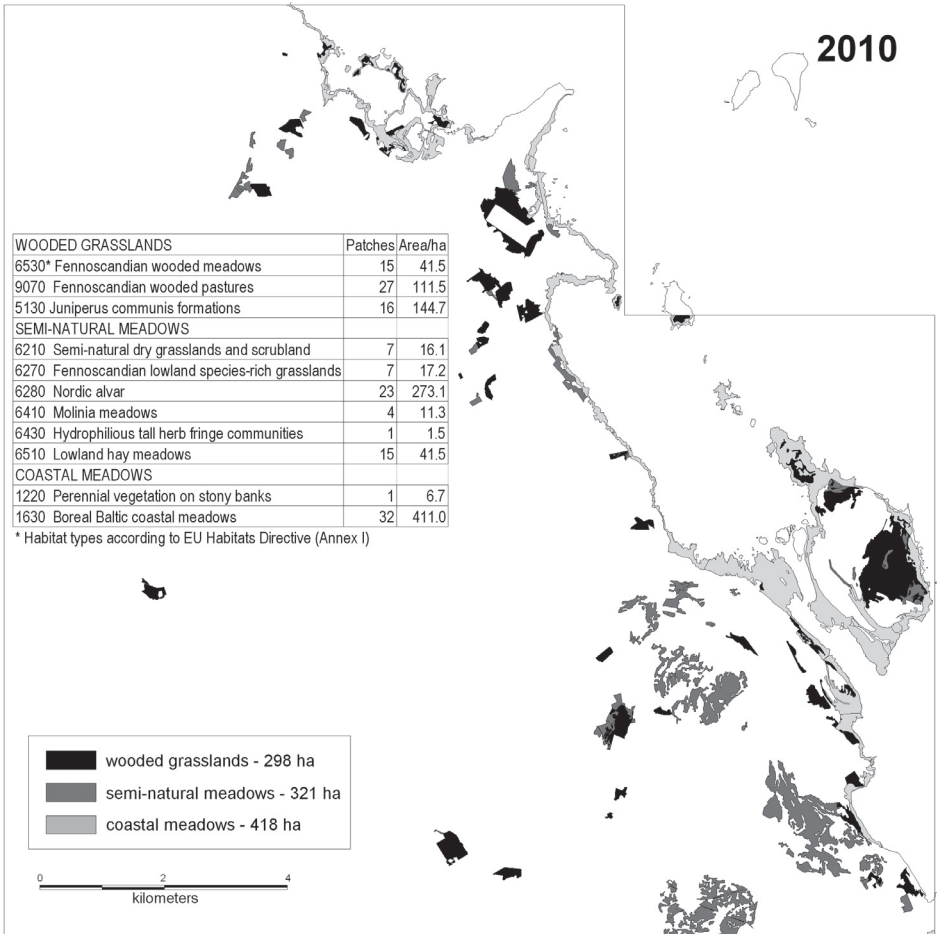 2010
WOODED GRASSLANDS Patches Area/ha
6530* Fennoscandian wooded meadows 15 41.5
9070 Fennoscandian wooded pastures 27 111.5
5130 Juniperus communis formations 16 144.7
SEMI-NATURAL MEADOWS
6210 Semi-natural dry grasslands and scrubland 7 16.1
6270 Fennoscandian lowland species-rich grasslands 7 17.2
6280 Nordic alvar 23 273.1
6410 Molinia meadows 4 11.3
6430 Hydrophilious tall herb fringe communities 1 1.5
6510 Lowland hay meadows 15 41.5
COASTAL MEADOWS
1220 Perennial vegetation on stony banks 1 6.7
1630 Boreal Baltic coastal meadows 32 411.0
* Habitat types according to EU Habitats Directive (Annex I)
wooded grasslands - 298 ha
semi-natural meadows - 321 ha
coastal meadows - 418 ha
0 2 4
kilometers